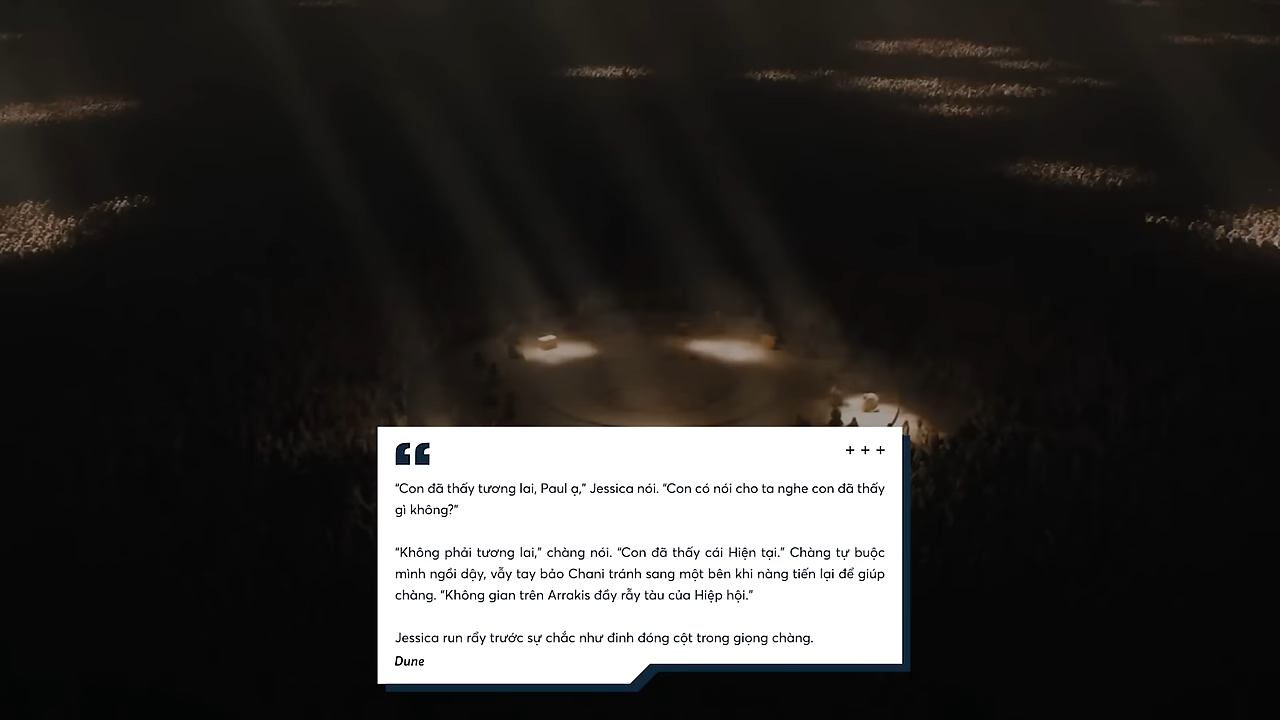 “Con đã thấy tương lai, Paul ạ,” Jessica nói. “Con có nói cho ta nghe con đã thấy
gì không?”
“Không phải tương lai,” chàng nói. “Con đã thấy cái Hiện tại.” Chàng tự buộc
mình ngồi dậy, vẫy tay bảo Chani tránh sang một bên khi nàng tiến lại để giúp
chàng. “Không gian trên Arrakis đầy rẫy tàu của Hiệp hội.”
Jessica run rẩy trước sự chắc như đinh đóng cột trong giọng chàng.
Dune